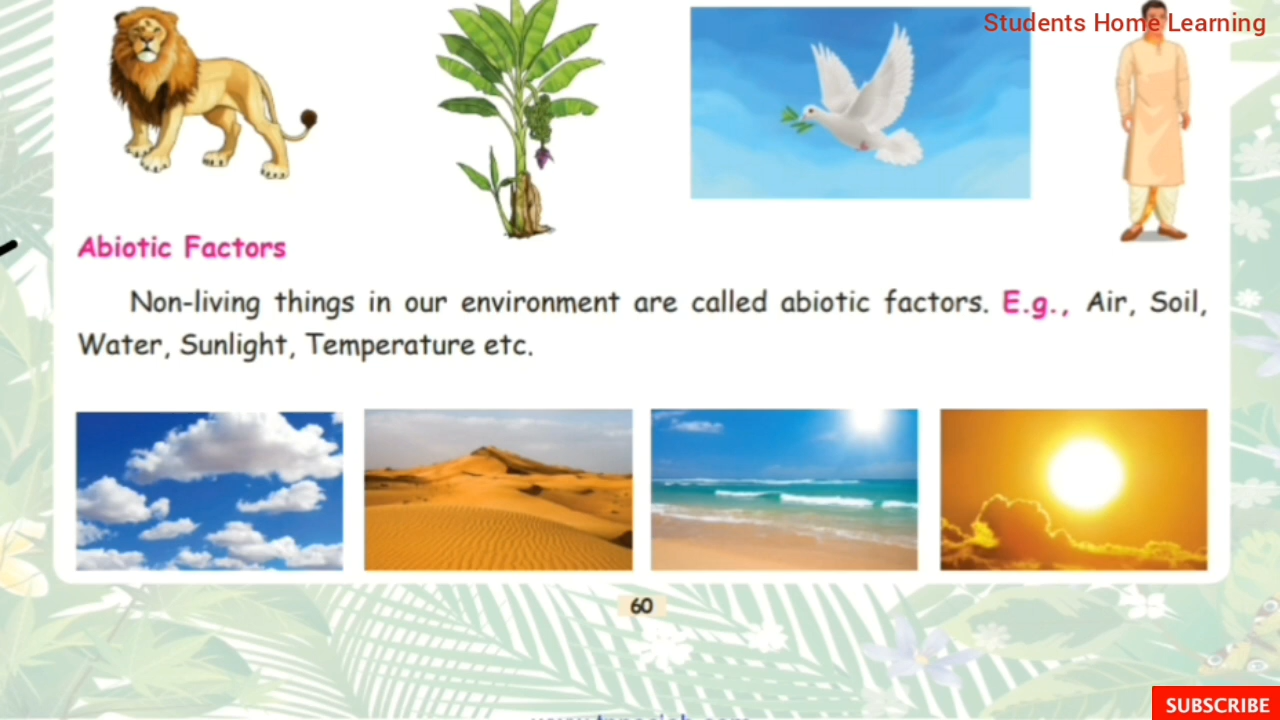 Students Home Learning
Abiotic Factors
Non-living things in our environment are called abiotic factors. E.g., Air, Soil,
Water, Sunlight, Temperature etc.
60
SUBSCRIBE